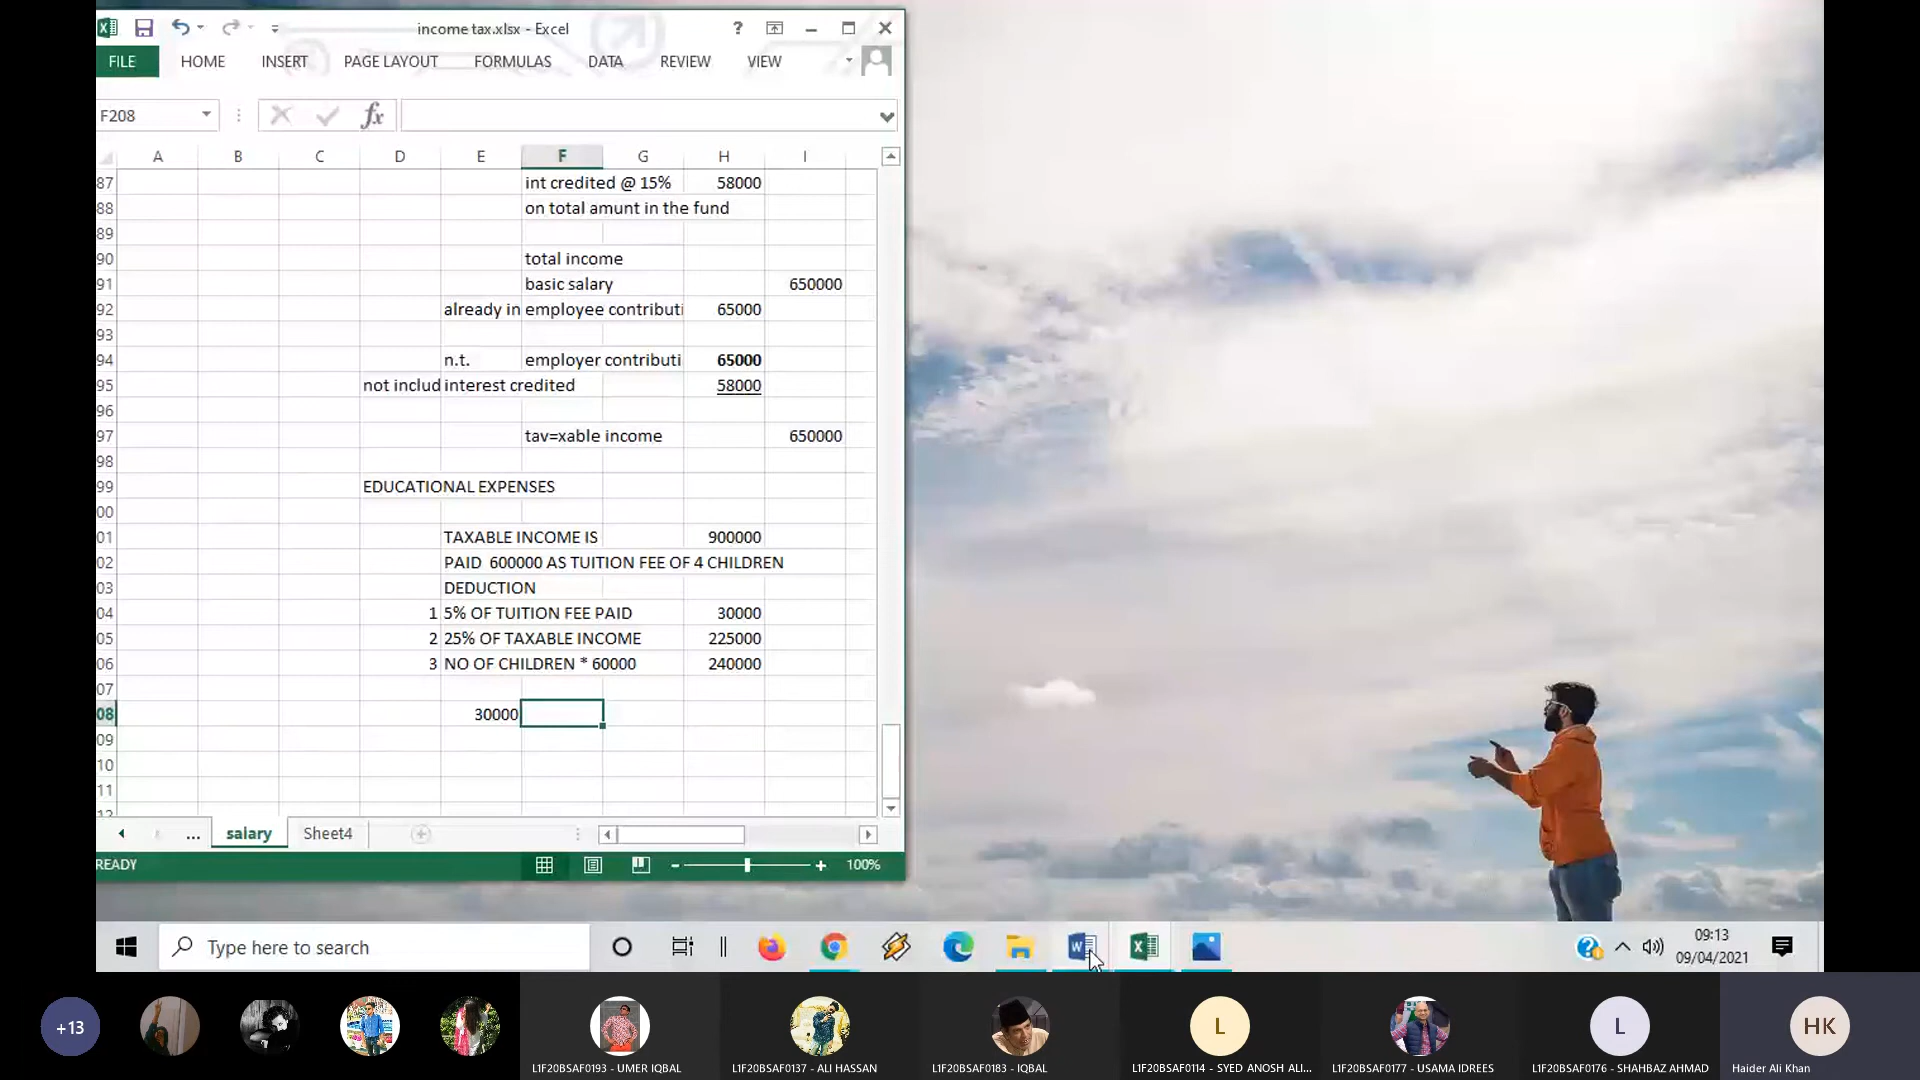 income tax.xlsx - Excel
?
FILE HOME INSERT PAGE LAYOUT FORMULAS DATA REVIEW VIEW
F208 fx
A B C D E F G H I
87 int credited @ 15% 58000
88 on total amunt in the fund
89
90 total income
91 basic salary 650000
92 already in employee contributi 65000
93
94 n.t. employer contributi 65000
95 not includ interest credited 58000
96
97 tav=xable income 650000
98
99 EDUCATIONAL EXPENSES
00
01 TAXABLE INCOME IS 900000
02 PAID 600000 AS TUITION FEE OF 4 CHILDREN
03 DEDUCTION
04 1 5% OF TUITION FEE PAID 30000
05 2 25% OF TAXABLE INCOME 225000
06 3 NO OF CHILDREN * 60000 240000
07
08 30000
09
10
11
12
... salary Sheet4
READY 100%
Type here to search
09:13
09/04/2021
+13
L
L
HK
L1F20BSAF0193 - UMER IQBAL
L1F20BSAF0137 - ALI HASSAN
L1F20BSAF0183 - IQBAL
L1F20BSAF0114 - SYED ANOSH ALI...
L1F20BSAF0177 - USAMA IDREES
L1F20BSAF0176 - SHAHBAZ AHMAD
Haider Ali Khan